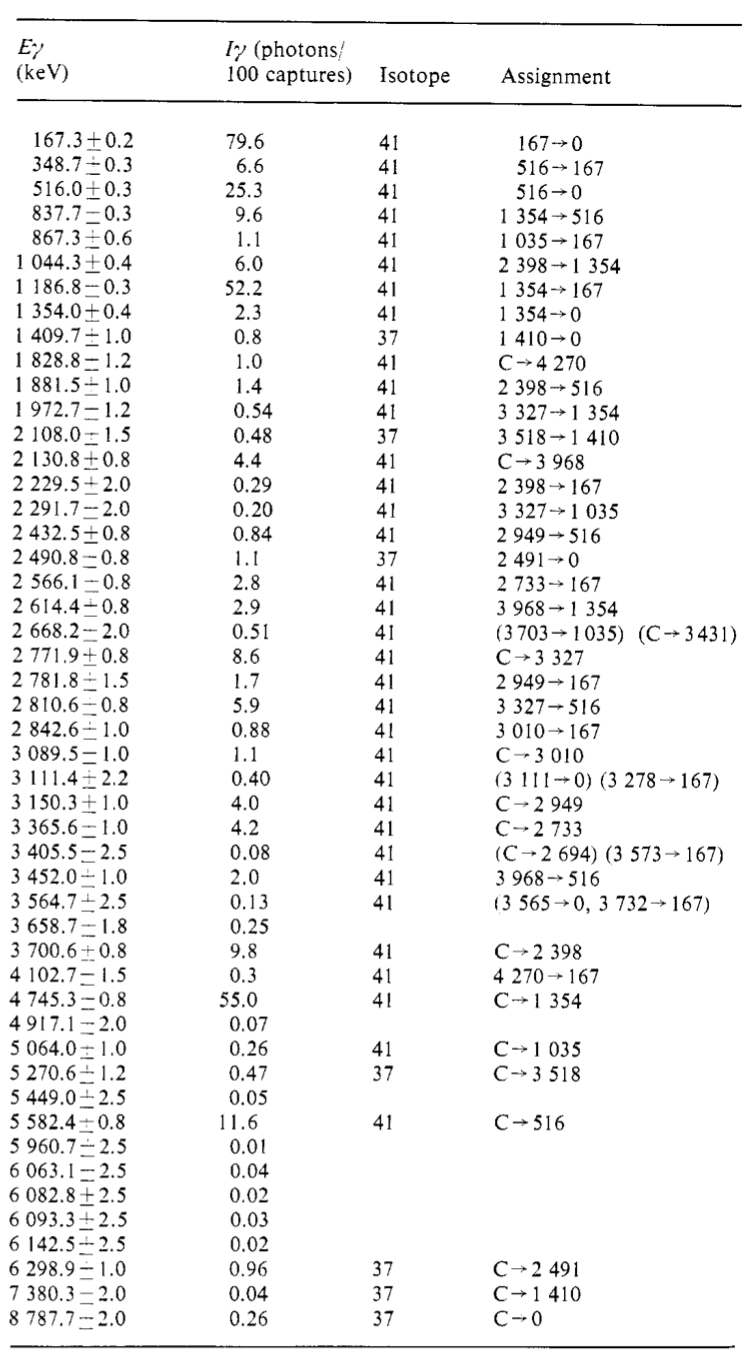 Eγ Iγ (photons/
(keV) 100 captures) Isotope Assignment
167.3±0.2 79.6 41 167→0
348.7±0.3 6.6 41 516→167
516.0±0.3 25.3 41 516→0
837.7±0.3 9.6 41 1 354→516
867.3±0.6 1.1 41 1 035→167
1 044.3±0.4 6.0 41 2 398→1 354
1 186.8±0.3 52.2 41 1 354→167
1 354.0±0.4 2.3 41 1 354→0
1 409.7±1.0 0.8 37 1 410→0
1 828.8±1.2 1.0 41 C→4 270
1 881.5±1.0 1.4 41 2 398→516
1 972.7±1.2 0.54 41 3 327→1 354
2 108.0±1.5 0.48 37 3 518→1 410
2 130.8±0.8 4.4 41 C→3 968
2 229.5±2.0 0.29 41 2 398→167
2 291.7±2.0 0.20 41 3 327→1 035
2 432.5±0.8 0.84 41 2 949→516
2 490.8±0.8 1.1 37 2 491→0
2 566.1±0.8 2.8 41 2 733→167
2 614.4±0.8 2.9 41 3 968→1 354
2 668.2±2.0 0.51 41 (3 703→1 035) (C→3 431)
2 771.9±0.8 8.6 41 C→3 327
2 781.8±1.5 1.7 41 2 949→167
2 810.6±0.8 5.9 41 3 327→516
2 842.6±1.0 0.88 41 3 010→167
3 089.5±1.0 1.1 41 C→3 010
3 111.4±2.2 0.40 41 (3 111→0) (3 278→167)
3 150.3±1.0 4.0 41 C→2 949
3 365.6±1.0 4.2 41 C→2 733
3 405.5±2.5 0.08 41 (C→2 694) (3 573→167)
3 452.0±1.0 2.0 41 3 968→516
3 564.7±2.5 0.13 41 (3 565→0, 3 732→167)
3 658.7±1.8 0.25
3 700.6±0.8 9.8 41 C→2 398
4 102.7±1.5 0.3 41 4 270→167
4 745.3±0.8 55.0 41 C→1 354
4 917.1±2.0 0.07
5 064.0±1.0 0.26 41 C→1 035
5 270.6±1.2 0.47 37 C→3 518
5 449.0±2.5 0.05
5 582.4±0.8 11.6 41 C→516
5 960.7±2.5 0.01
6 063.1±2.5 0.04
6 082.8±2.5 0.02
6 093.3±2.5 0.03
6 142.5±2.5 0.02
6 298.9±1.0 0.96 37 C→2 491
7 380.3±2.0 0.04 37 C→1 410
8 787.7±2.0 0.26 37 C→0